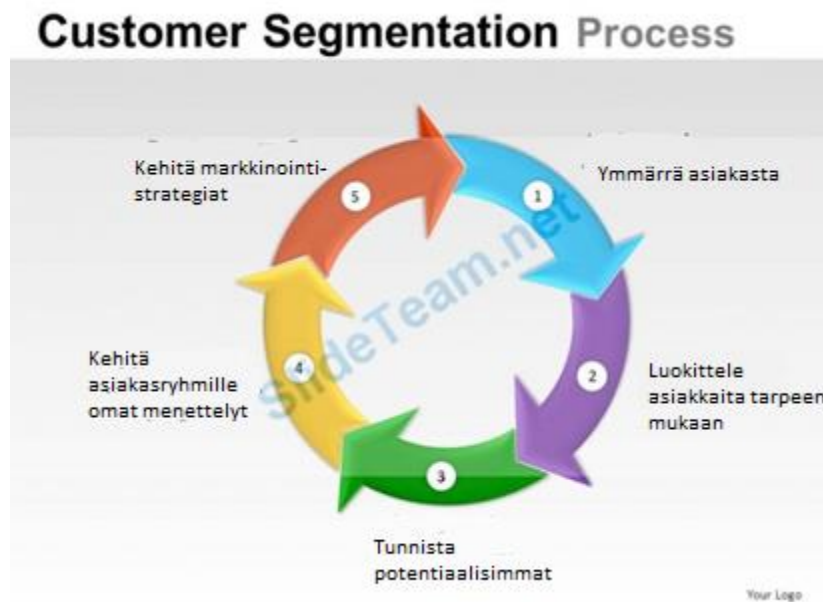 Customer Segmentation Process
Kehitä markkinointi-
strategiat
5
1
Ymmärrä asiakasta
SlideTeam.net
Kehitä
asiakasryhmille
omat menettelyt
4
2
Luokittele
asiakkaita tarpeen
mukaan
3
Tunnista
potentiaalisimmat
Your Logo